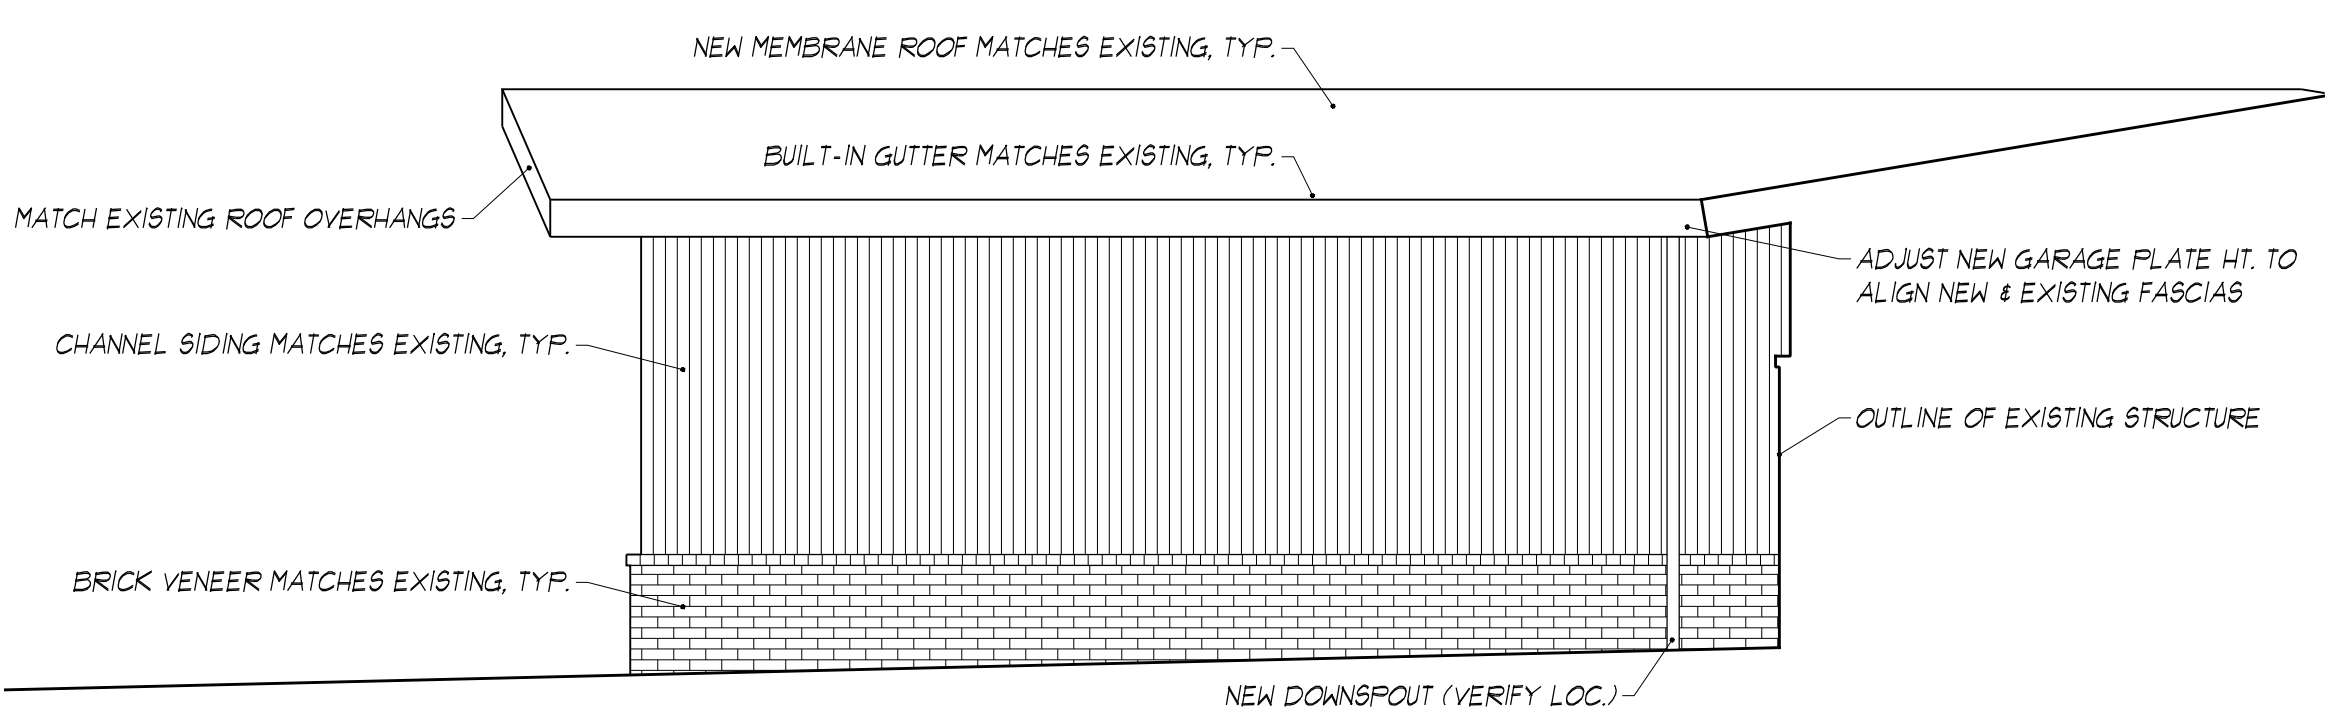 NEW MEMBRANE ROOF MATCHES EXISTING, TYP.
BUILT-IN GUTTER MATCHES EXISTING, TYP.
MATCH EXISTING ROOF OVERHANGS
ADJUST NEW GARAGE PLATE HT. TO
ALIGN NEW & EXISTING FASCIAS
CHANNEL SIDING MATCHES EXISTING, TYP.
OUTLINE OF EXISTING STRUCTURE
BRICK VENEER MATCHES EXISTING, TYP.
NEW DOWNSPOUT (VERIFY LOC.)